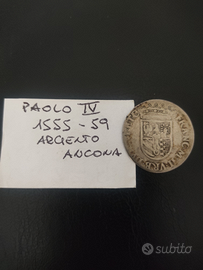 PAOLO IV
1555-59
ARGENTO
ANCONA
subito